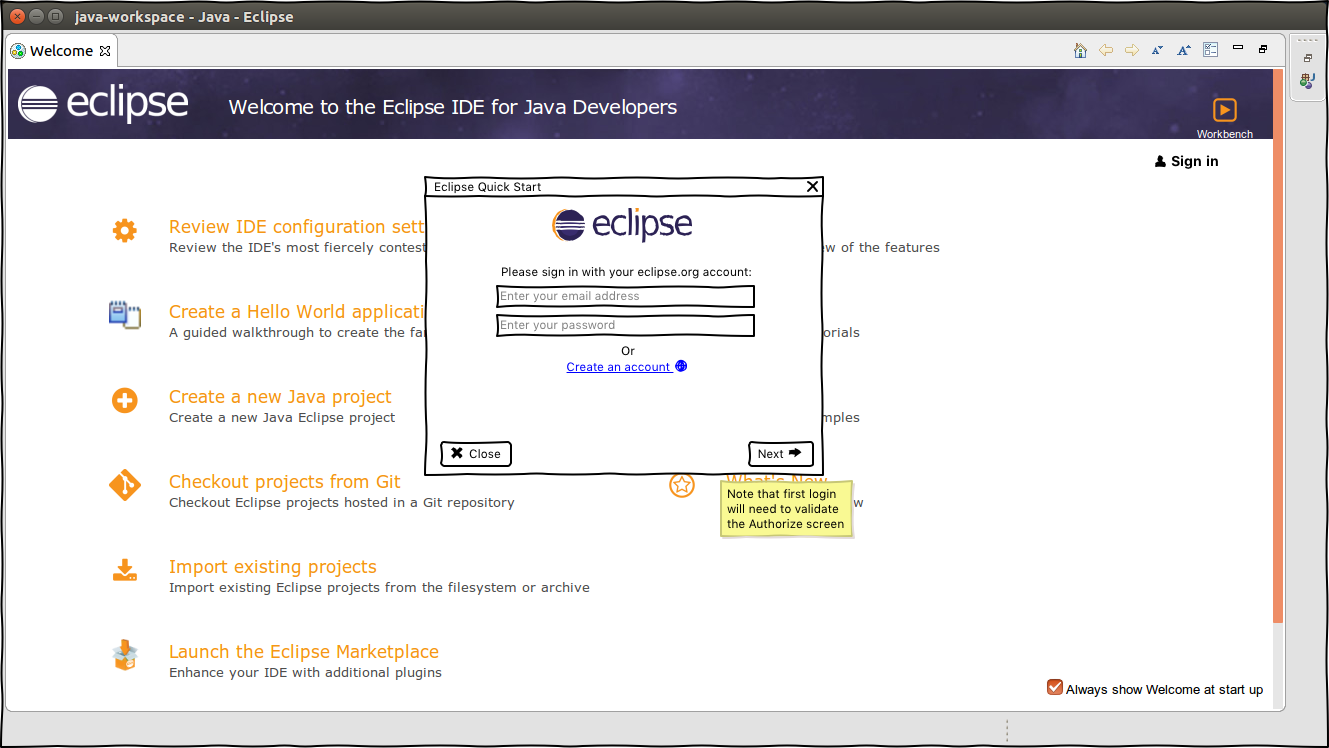 java-workspace - Java - Eclipse
Welcome
eclipse
Welcome to the Eclipse IDE for Java Developers
Workbench
Sign in
Eclipse Quick Start
eclipse
Please sign in with your eclipse.org account:
Enter your email address
Enter your password
Or
Create an account
Close
Next
Review IDE configuration sett
Review the IDE's most fiercely contest
of the features
Create a Hello World applicati
A guided walkthrough to create the
Create a new Java project
Create a new Java Eclipse project
Checkout projects from Git
Checkout Eclipse projects hosted in a Git repository
What's New
Note that first login
will need to validate
the Authorize screen
Import existing projects
Import existing Eclipse projects from the filesystem or archive
Launch the Eclipse Marketplace
Enhance your IDE with additional plugins
Always show Welcome at start up